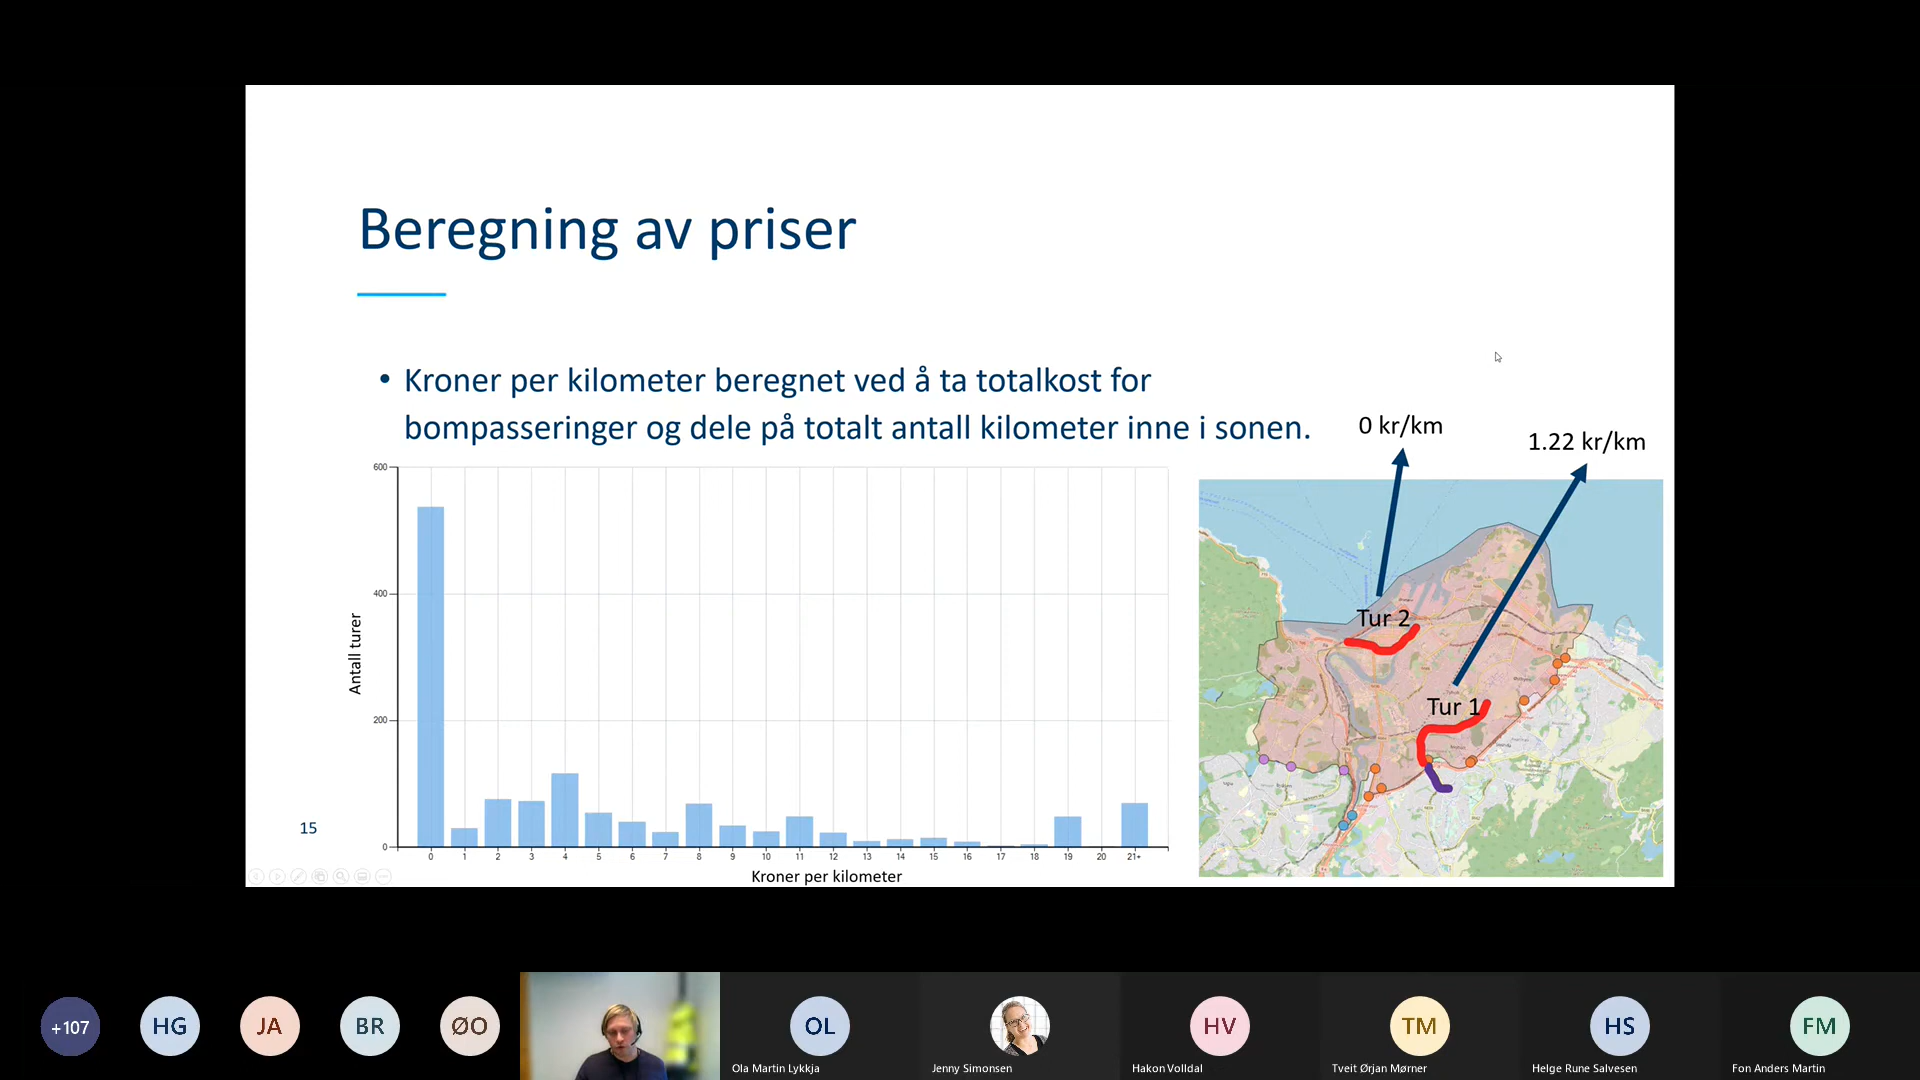 Beregning av priser
• Kroner per kilometer beregnet ved å ta totalkost for
bompasseringer og dele på totalt antall kilometer inne i sonen.
0 kr/km
1.22 kr/km
600
400
200
0
Antall turer
0 1 2 3 4 5 6 7 8 9 10 11 12 13 14 15 16 17 18 19 20 21+
Kroner per kilometer
Tur 2
Tur 1
15
+107
HG
JA
BR
ØO
OL
HV
TM
HS
FM
Ola Martin Lykkja
Jenny Simonsen
Hakon Volldal
Tveit Ørjan Mørner
Helge Rune Salvesen
Fon Anders Martin